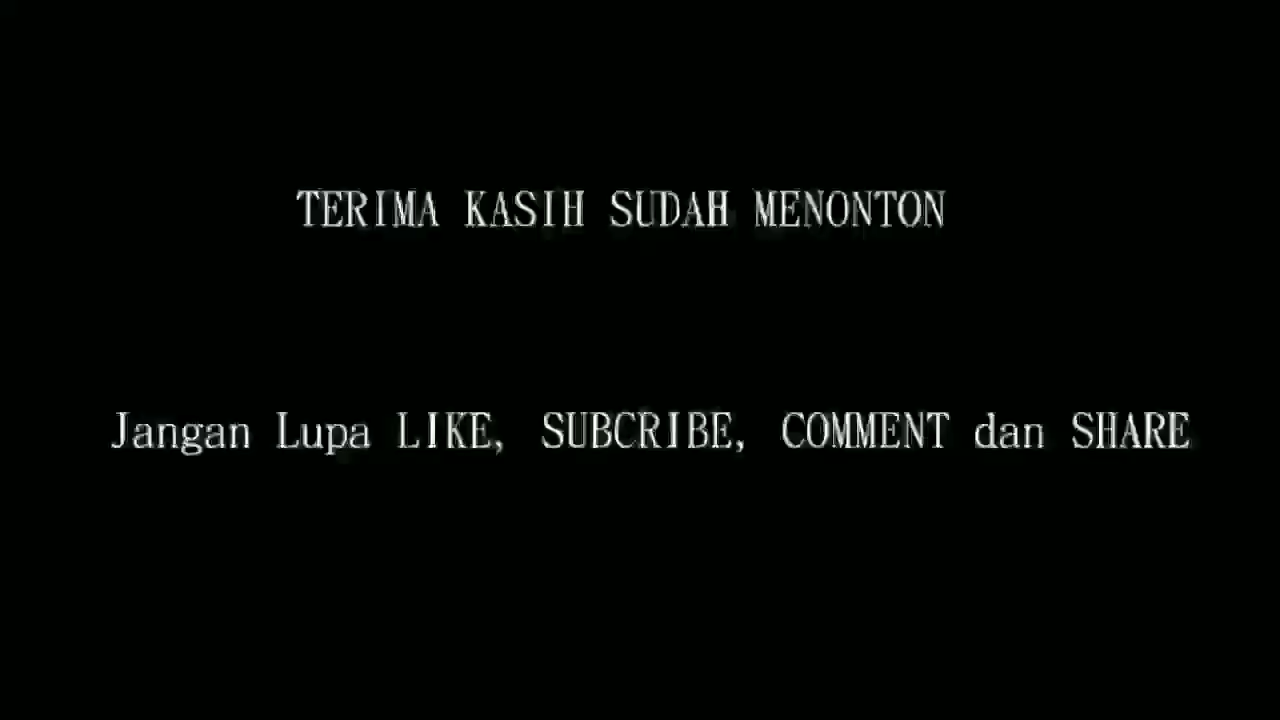 TERIMA KASIH SUDAH MENONTON
Jangan Lupa LIKE, SUBCRIBE, COMMENT dan SHARE